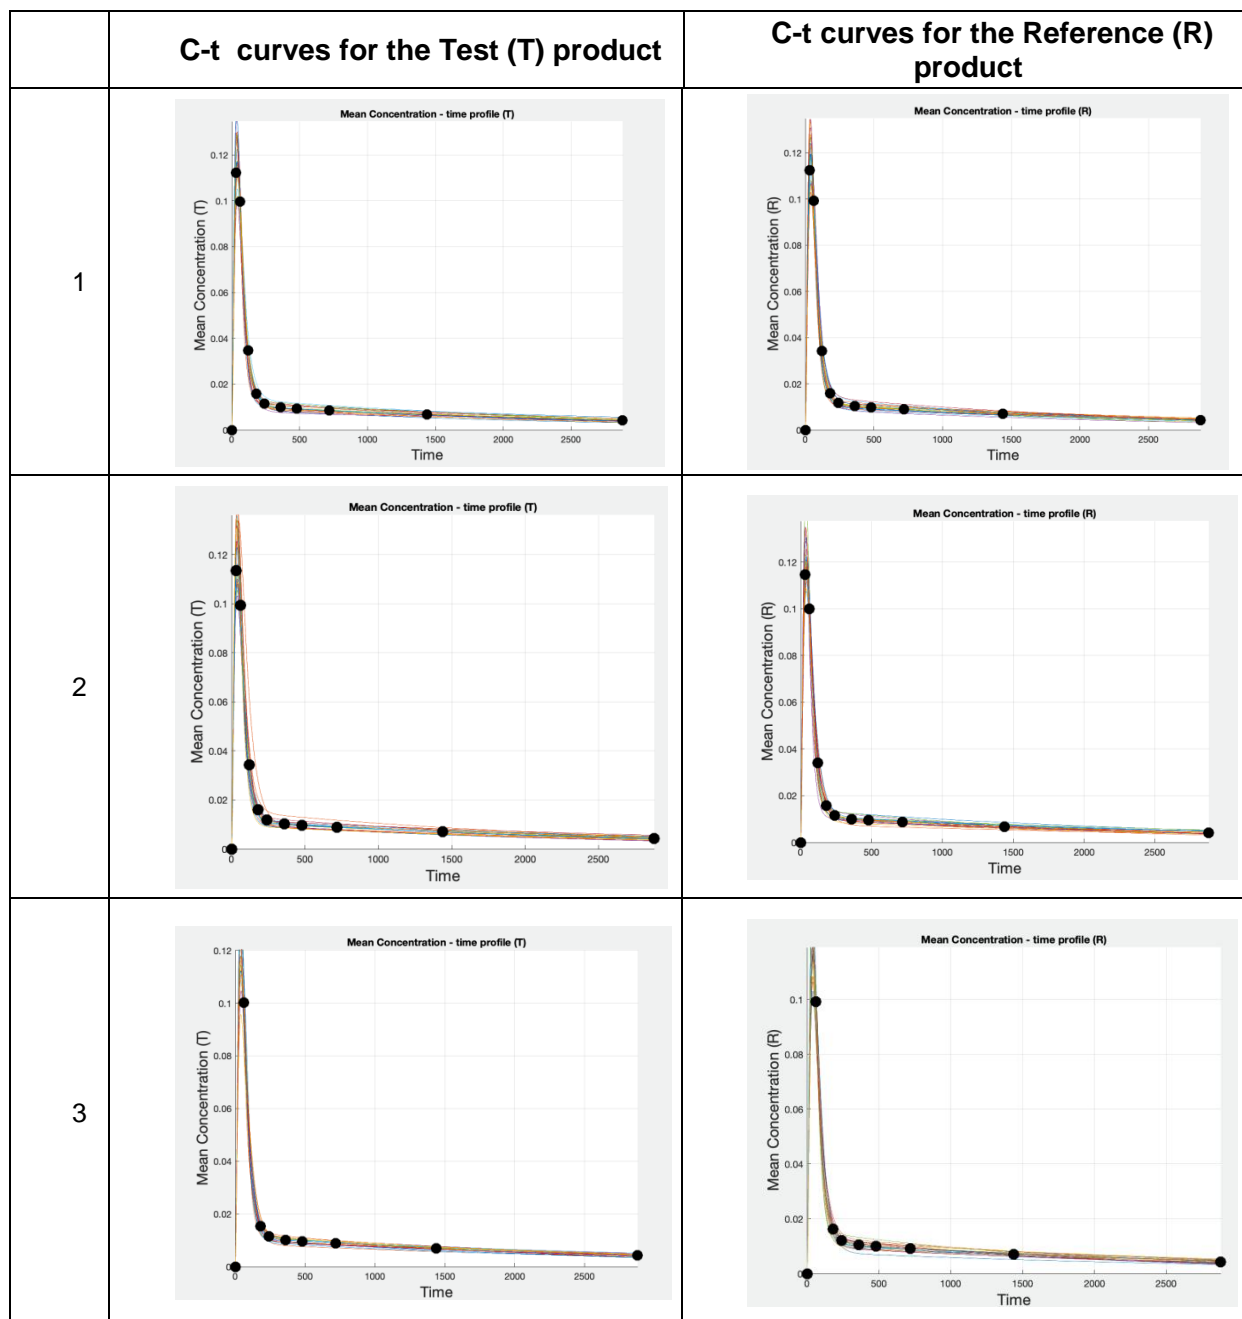 C-t curves for the Test (T) product
C-t curves for the Reference (R)
product
1
Mean Concentration - time profile (T)
Mean Concentration (T)
0.12
0.1
0.08
0.06
0.04
0.02
0
0 500 1000 1500 2000 2500
Time
Mean Concentration - time profile (R)
Mean Concentration (R)
0.12
0.1
0.08
0.06
0.04
0.02
0
0 500 1000 1500 2000 2500
Time
2
Mean Concentration - time profile (T)
Mean Concentration (T)
0.12
0.1
0.08
0.06
0.04
0.02
0
0 500 1000 1500 2000 2500
Time
Mean Concentration - time profile (R)
Mean Concentration (R)
0.12
0.1
0.08
0.06
0.04
0.02
0
0 500 1000 1500 2000 2500
Time
3
Mean Concentration - time profile (T)
Mean Concentration (T)
0.12
0.1
0.08
0.06
0.04
0.02
0
0 500 1000 1500 2000 2500
Time
Mean Concentration - time profile (R)
Mean Concentration (R)
0.1
0.08
0.06
0.04
0.02
0
0 500 1000 1500 2000 2500
Time